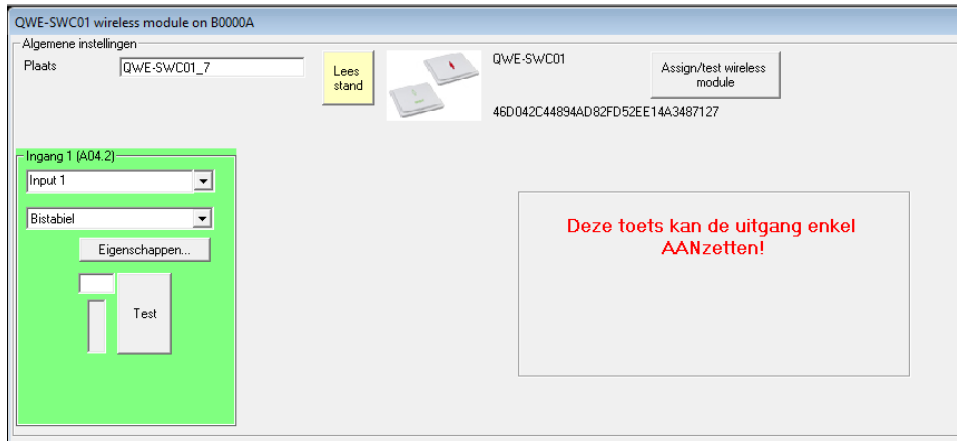 QWE-SWC01 wireless module on B0000A
Algemene instellingen
Plaats
QWE-SWC01_7
Lees
stand
QWE-SWC01
Assign/test wireless
module
46D042C44894AD82FD52EE14A3487127
Ingang 1 (A04.2)
Input 1
Bistabiel
Eigenschappen...
Test
Deze toets kan de uitgang enkel
AANzetten!